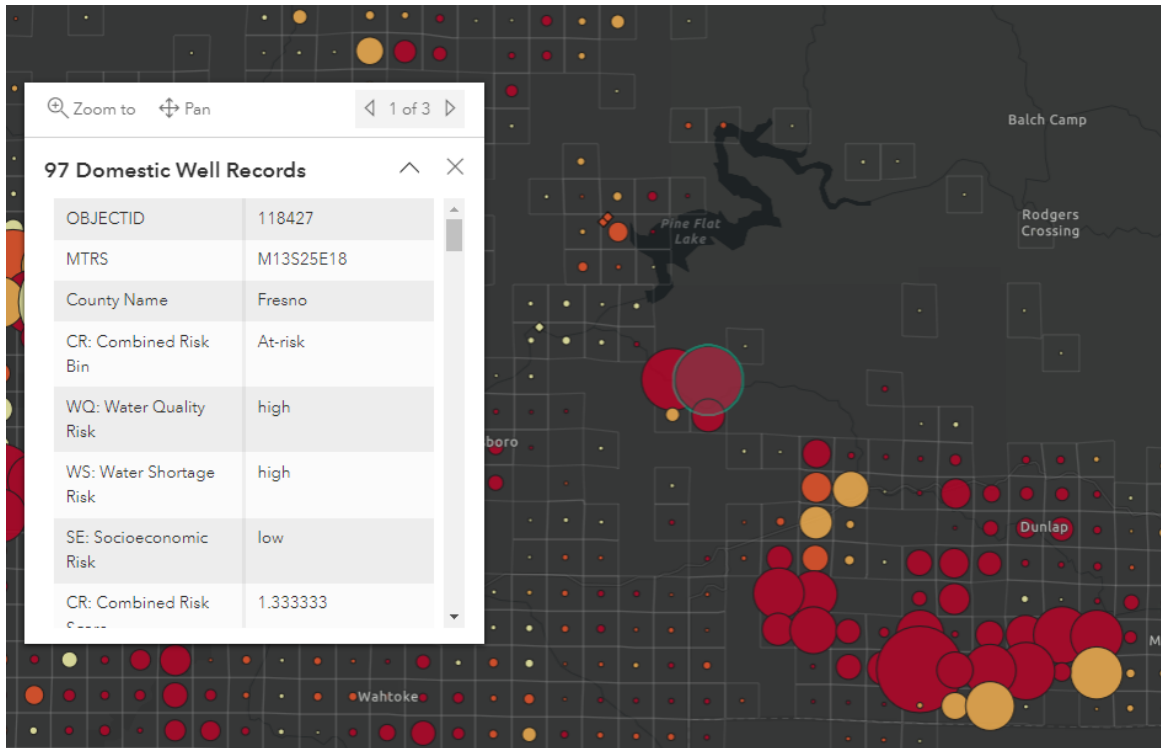 Zoom to Pan 1 of 3
97 Domestic Well Records
OBJECTID 118427
MTRS M13S25E18
County Name Fresno
CR: Combined Risk At-risk
Bin
WQ: Water Quality high
Risk
WS: Water Shortage high
Risk
SE: Socioeconomic low
Risk
CR: Combined Risk 1.333333
Balch Camp
Rodgers
Crossing
Pine Flat
Lake
boro
Dunlap
Wahtoke
M